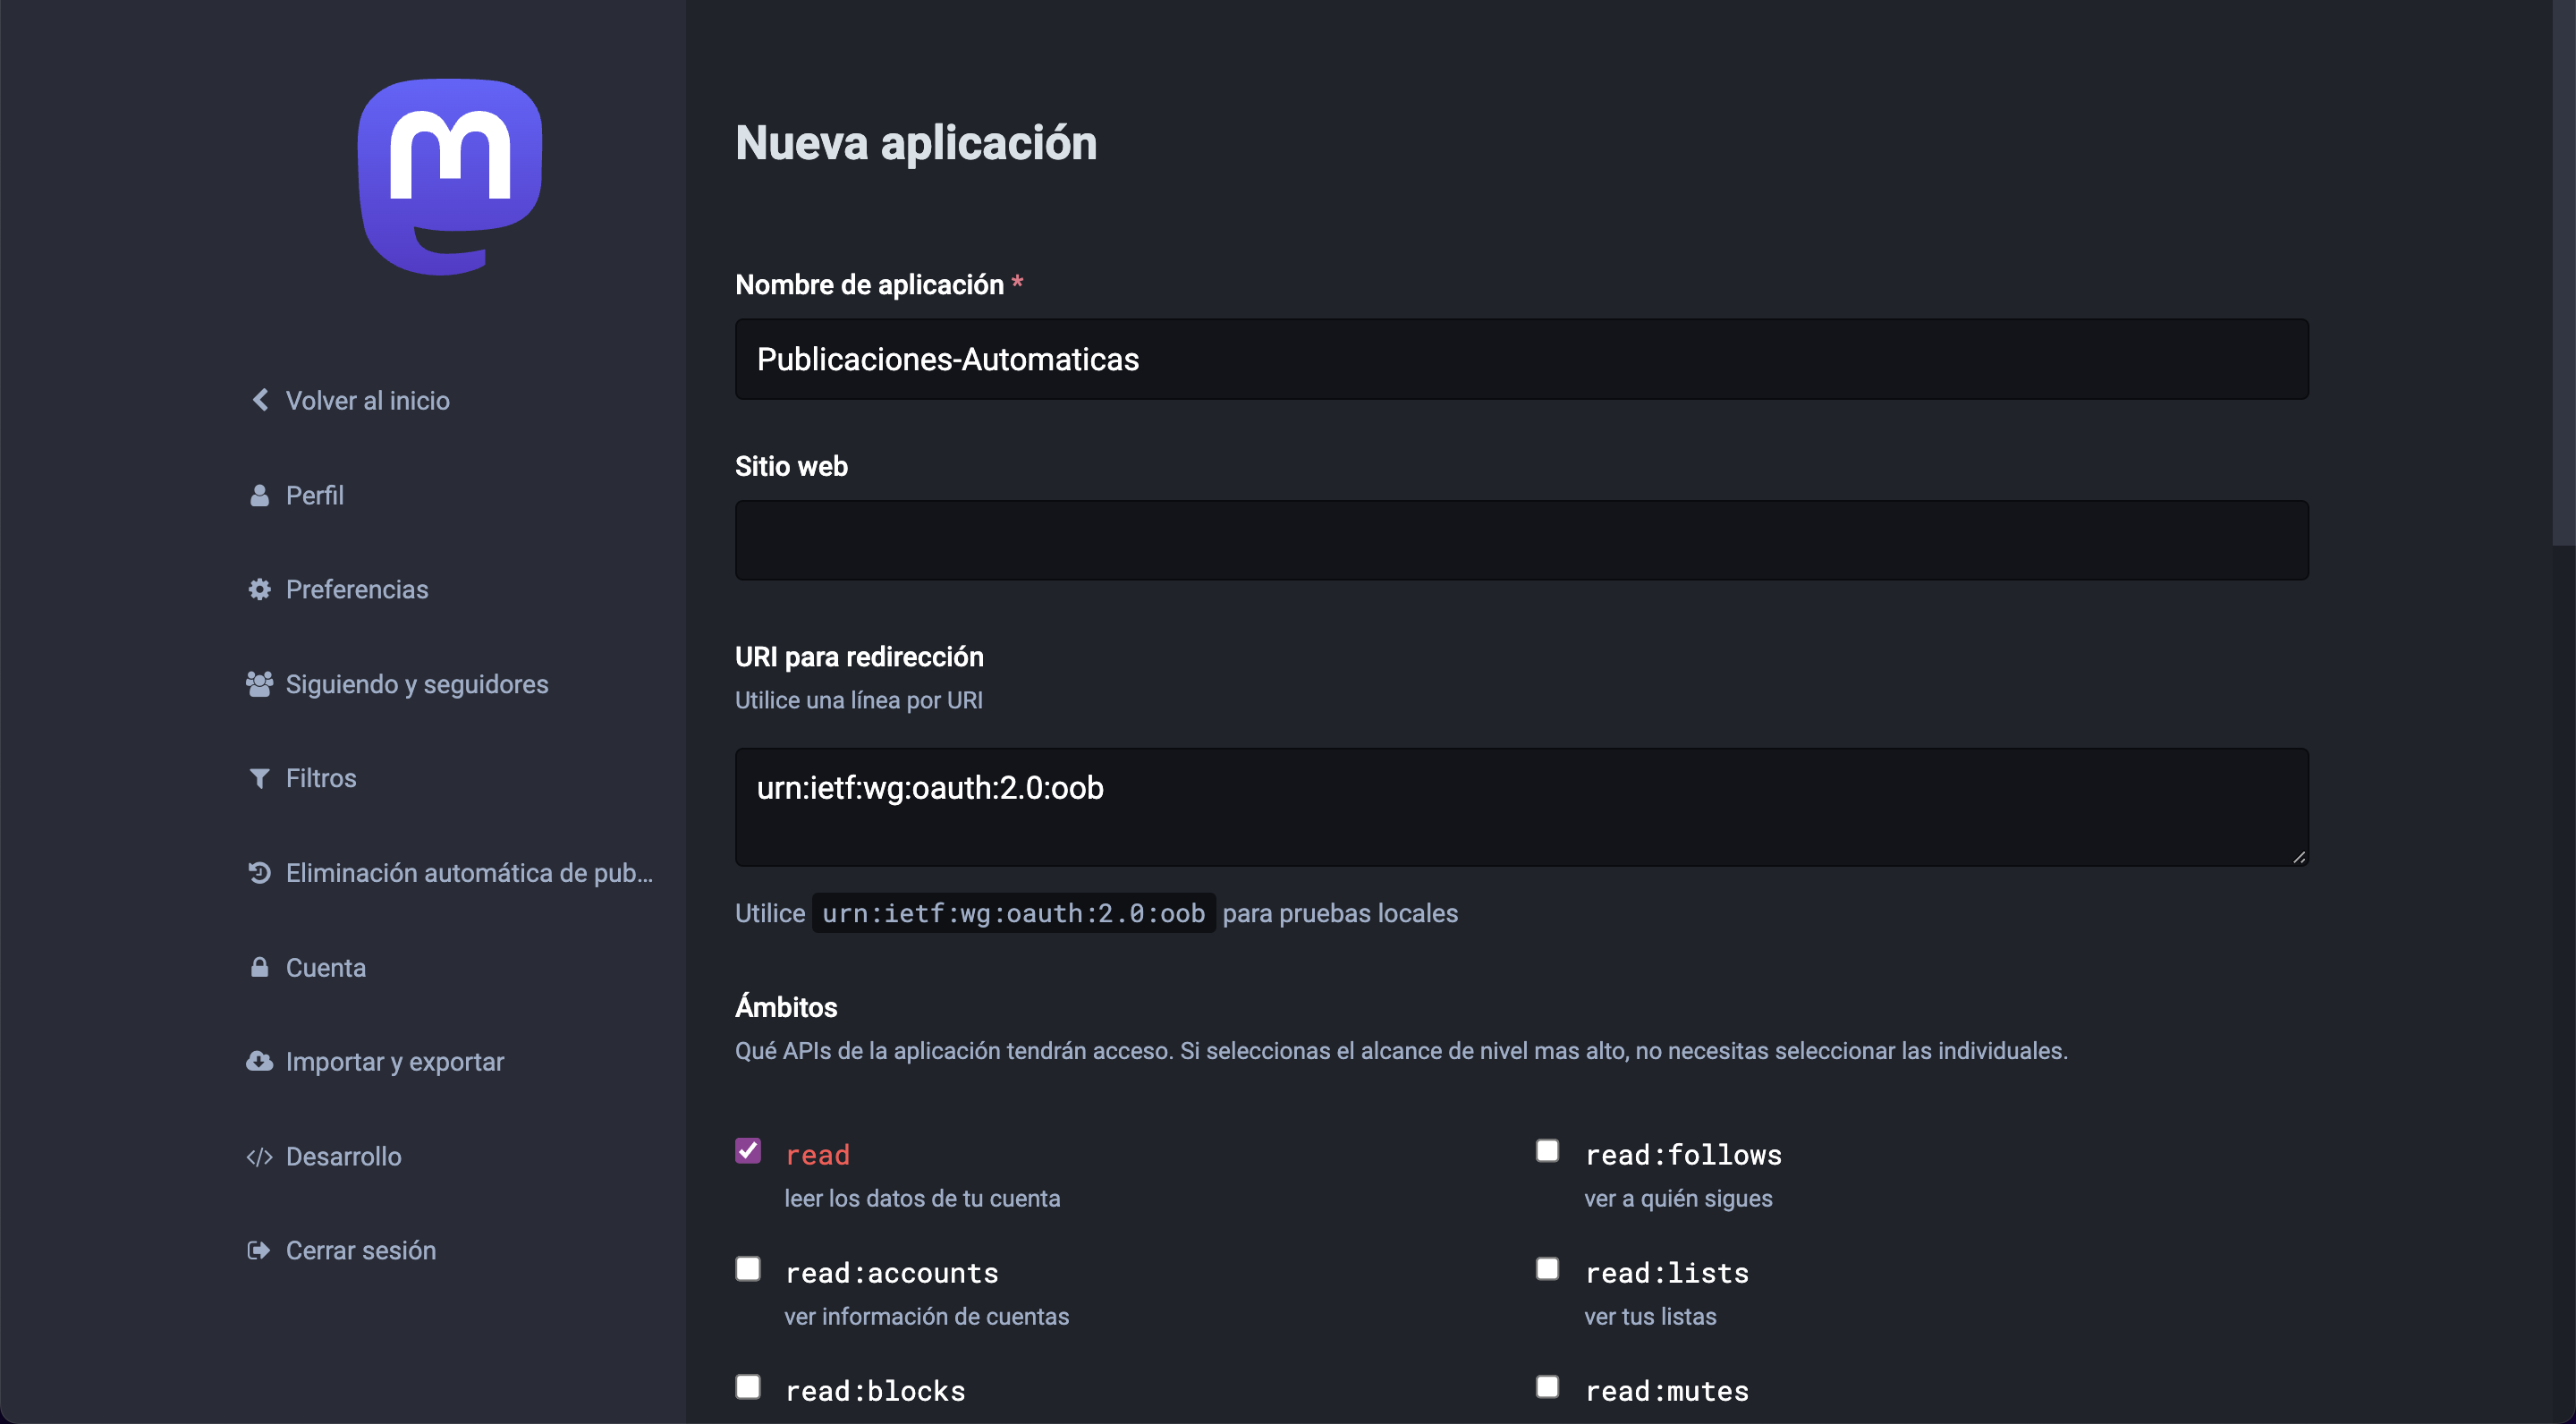 Volver al inicio
Perfil
Preferencias
Siguiendo y seguidores
Filtros
Eliminación automática de pub...
Cuenta
Importar y exportar
Desarrollo
Cerrar sesión
Nueva aplicación
Nombre de aplicación *
Publicaciones-Automaticas
Sitio web
URI para redirección
Utilice una línea por URI
urn:ietf:wg:oauth:2.0:oob
Utilice urn:ietf:wg:oauth:2.0:oob para pruebas locales
Ámbitos
Qué APIs de la aplicación tendrán acceso. Si seleccionas el alcance de nivel mas alto, no necesitas seleccionar las individuales.
read
leer los datos de tu cuenta
read:follows
ver a quién sigues
read:accounts
ver información de cuentas
read:lists
ver tus listas
read:blocks
read:mutes